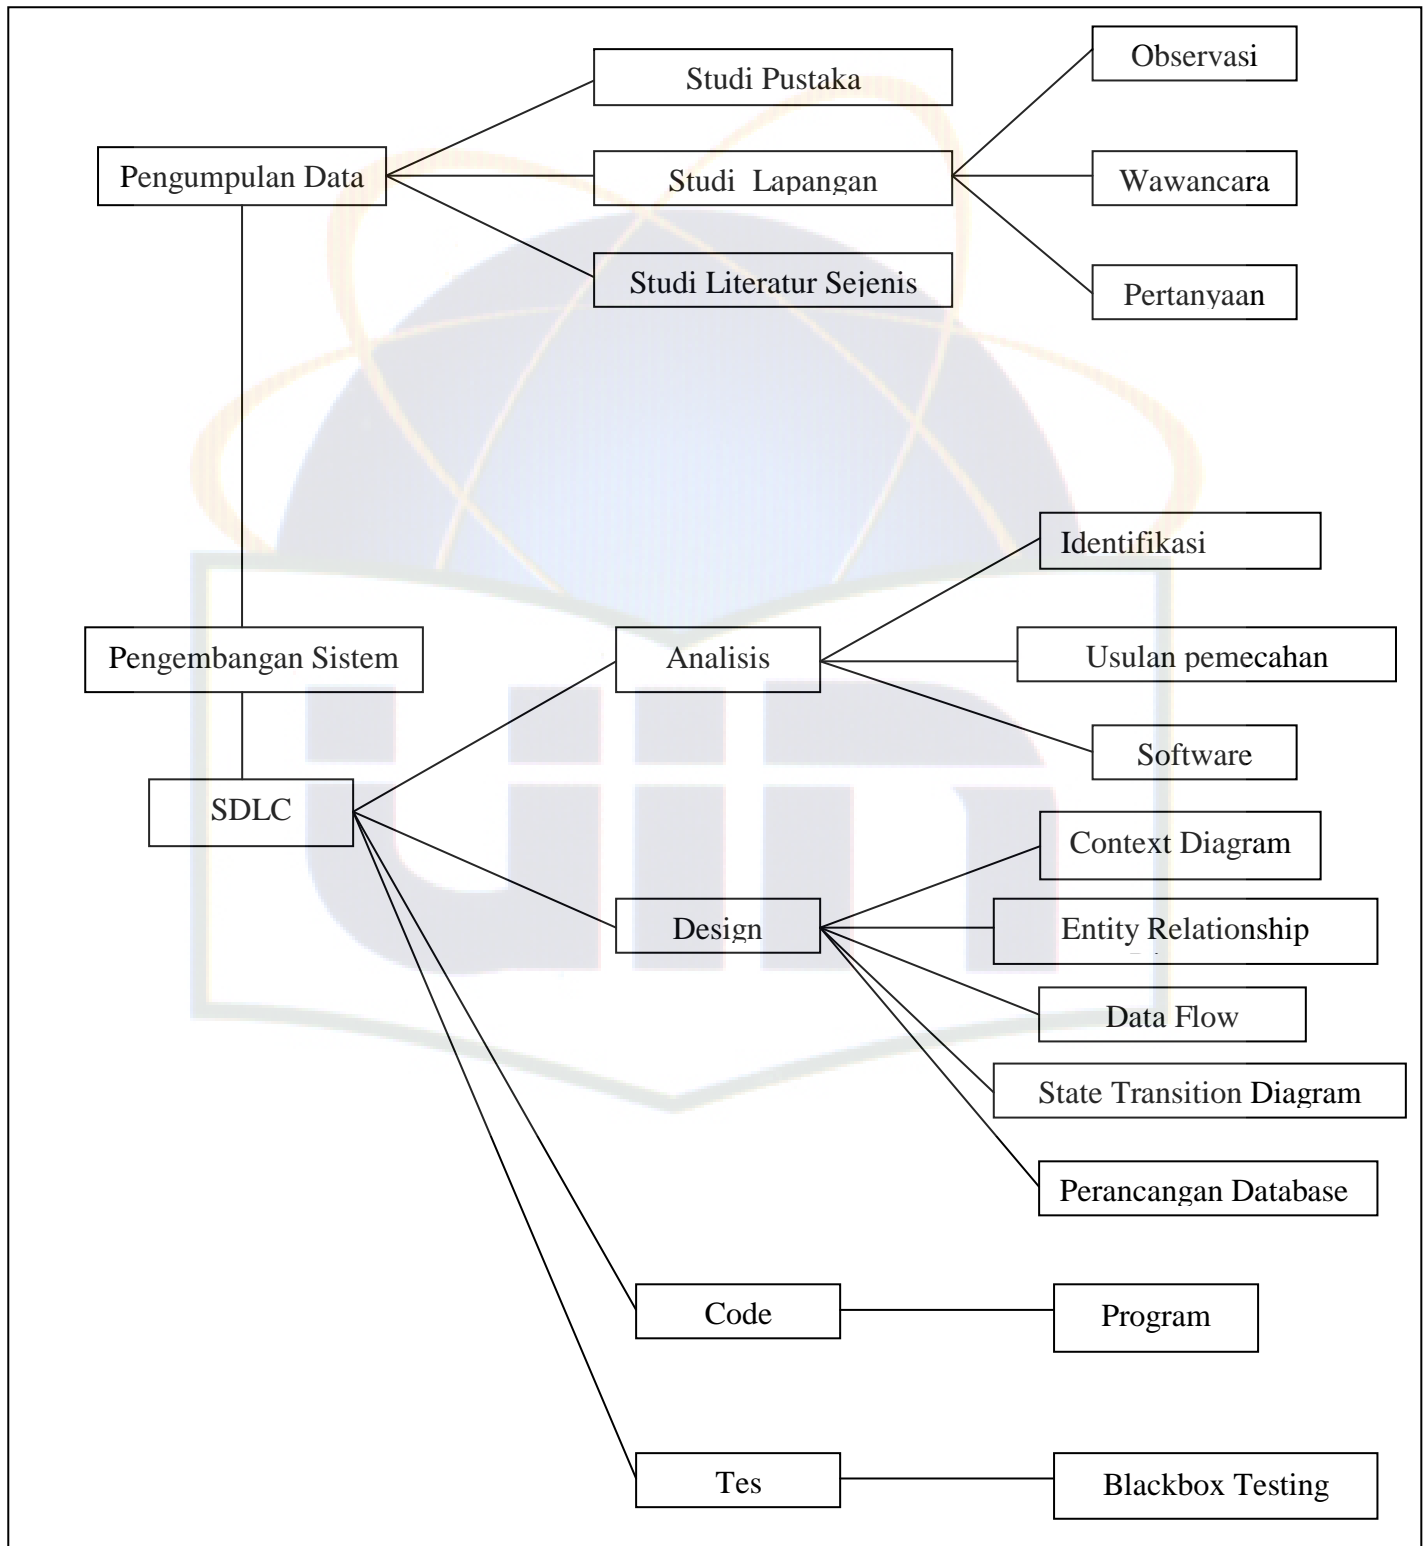 Observasi
Studi Pustaka
Pengumpulan Data
Studi Lapangan
Wawancara
Studi Literatur Sejenis
Pertanyaan
Identifikasi
Pengembangan Sistem
Analisis
Usulan pemecahan
Software
SDLC
Context Diagram
Design
Entity Relationship
Data Flow
State Transition Diagram
Perancangan Database
Code
Program
Tes
Blackbox Testing
uin